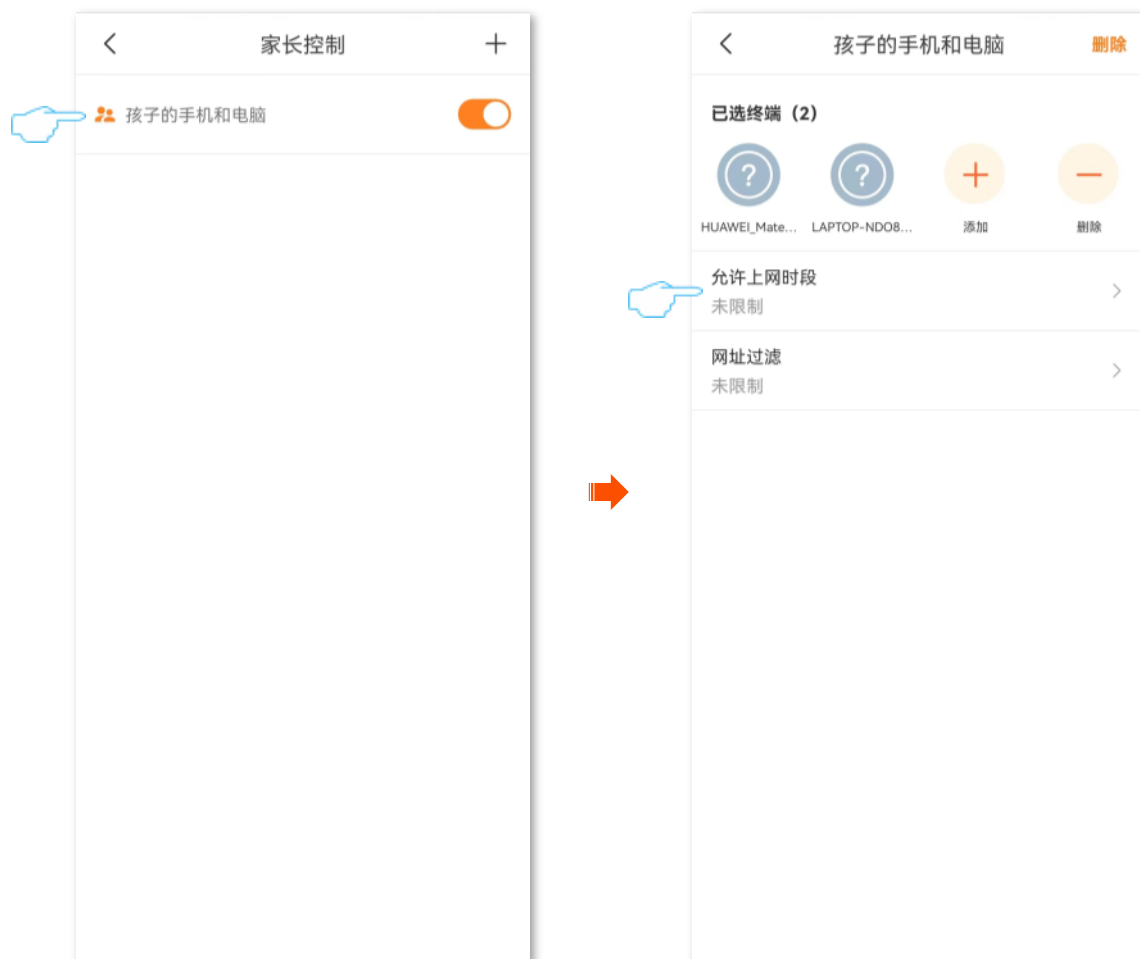 家长控制
孩子的手机和电脑
孩子的手机和电脑
删除
已选终端（2）
HUAWEI_Mate...
LAPTOP-NDO8...
添加
删除
允许上网时段
未限制
网址过滤
未限制